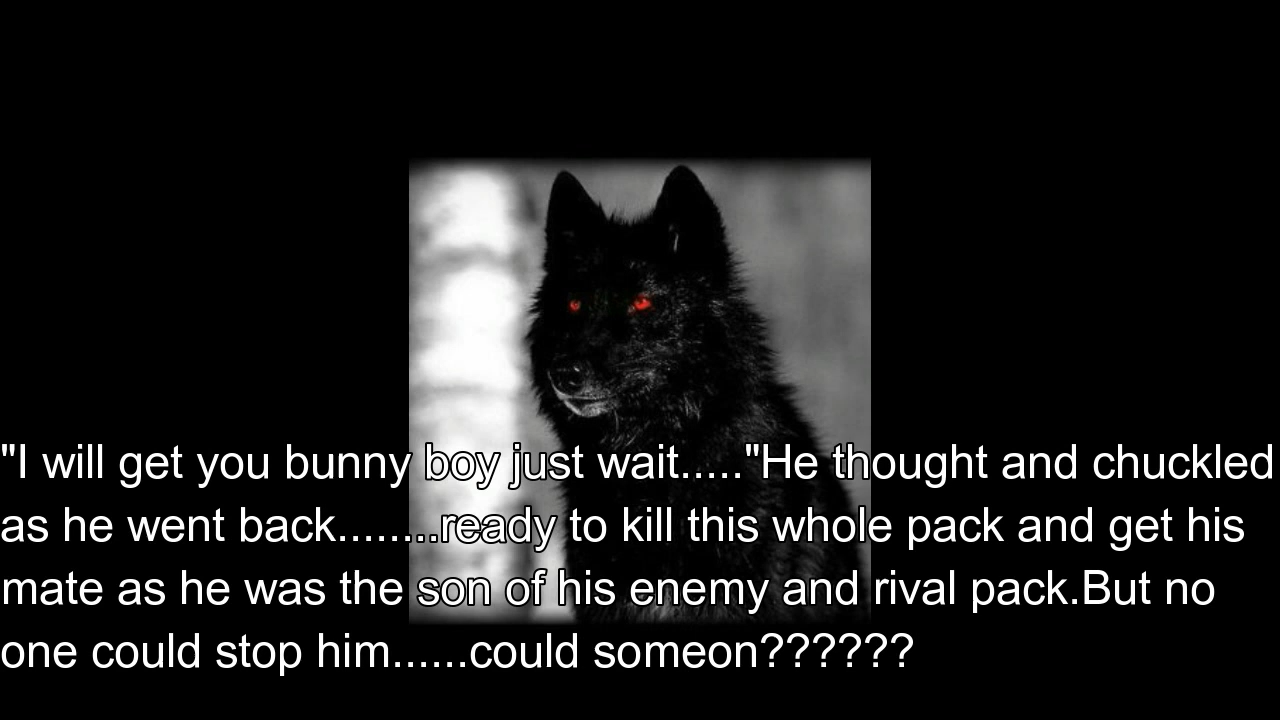 "I will get you bunny boy just wait....."He thought and chuckled
as he went back........ready to kill this whole pack and get his
mate as he was the son of his enemy and rival pack.But no
one could stop him......could someon??????